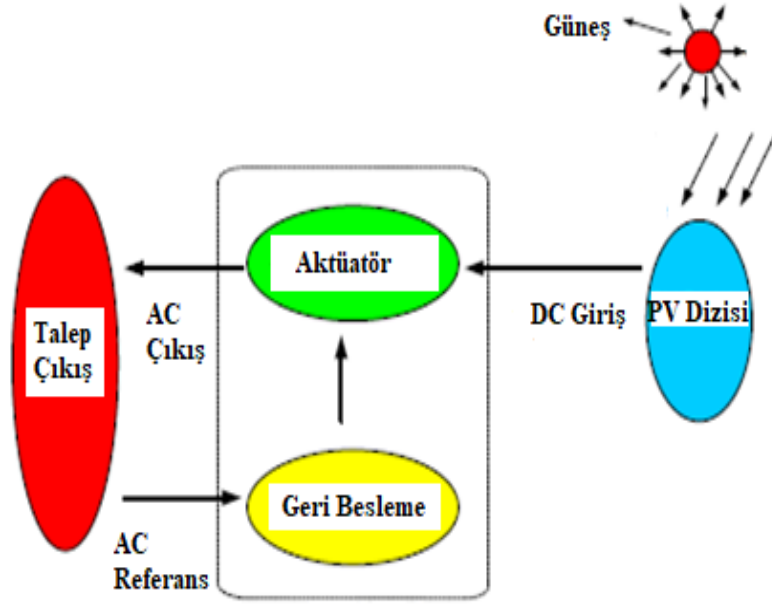 Güneş
Aktüatör
AC
Çıkış
DC Giriş
PV Dizisi
Talep
Çıkış
Geri Besleme
AC
Referans